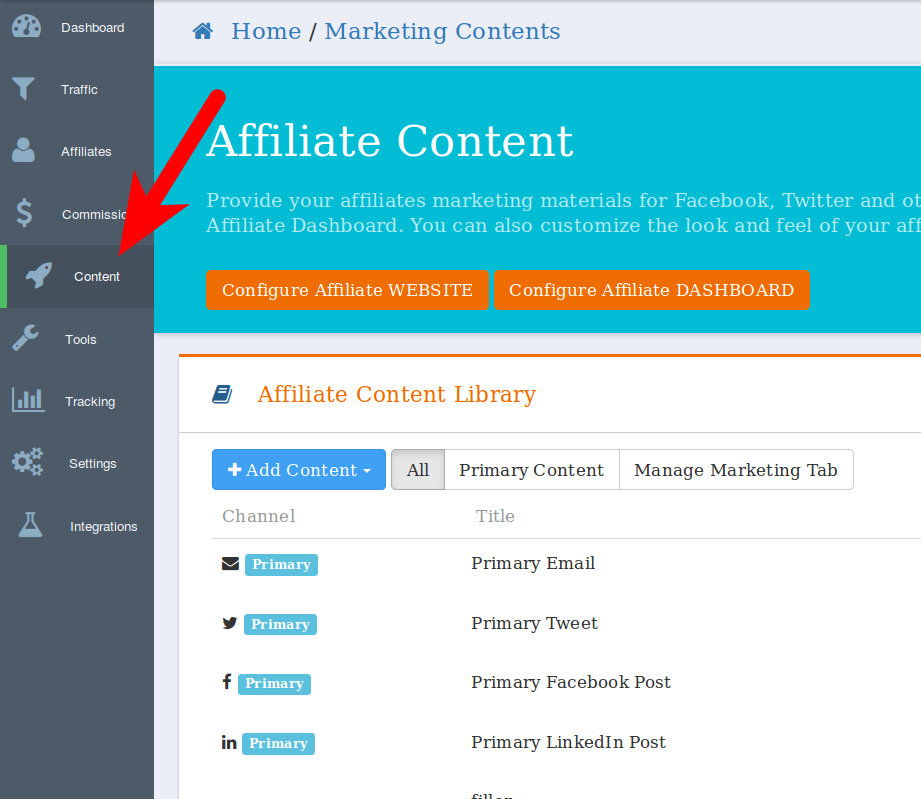 Dashboard
Traffic
Affiliates
Content
Tools
Tracking
Settings
Integrations
Home / Marketing Contents
Affiliate Content
Provide your affiliates marketing materials for Facebook, Twitter and
Affiliate Dashboard. You can also customize the look and feel of your
Configure Affiliate WEBSITE Configure Affiliate DASHBOARD
Affiliate Content Library
Add Content All Primary Content Manage Marketing Tab
Channel Title
Primary Primary Email
Primary Primary Tweet
Primary Primary Facebook Post
Primary Primary LinkedIn Post